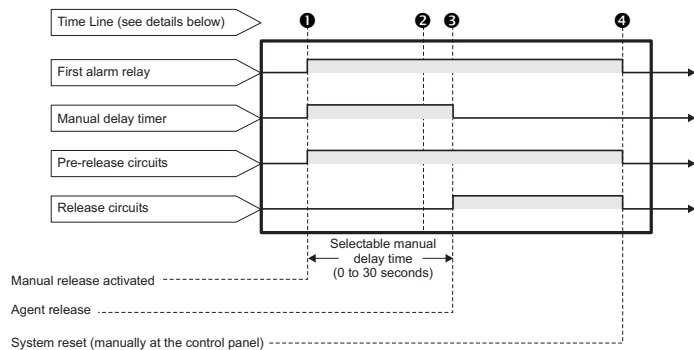 Time Line (see details below)
❶ ❷ ❸ ❹
First alarm relay
Manual delay timer
Pre-release circuits
Release circuits
Selectable manual
delay time
(0 to 30 seconds)
Manual release activated
Agent release
System reset (manually at the control panel)